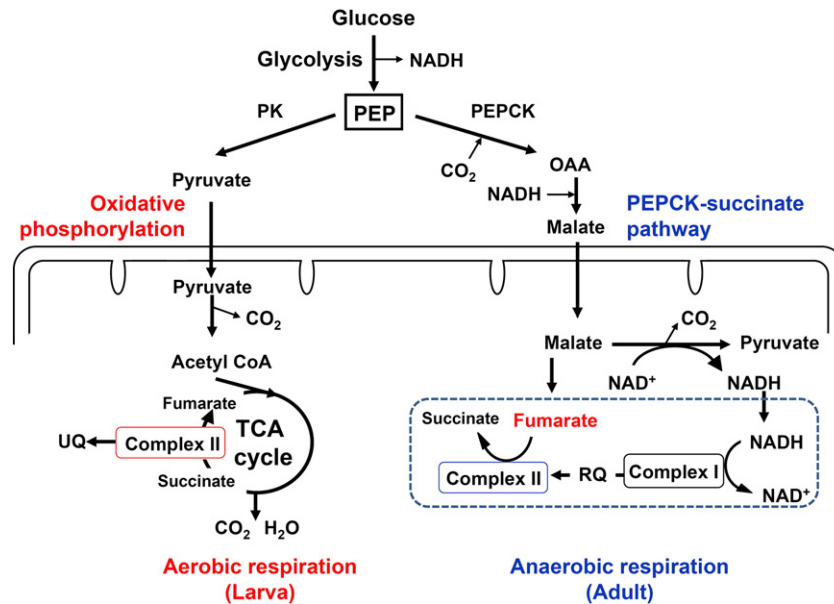 Glucose
Glycolysis
NADH
PK
PEP
PEPCK
CO2
OAA
NADH
Pyruvate
Malate
Oxidative
phosphorylation
PEPCK-succinate
pathway
Pyruvate
CO2
Acetyl CoA
Fumarate
UQ
Complex II
TCA
cycle
Succinate
CO2 H2O
Malate
CO2
Pyruvate
NAD+
NADH
Succinate
Fumarate
NADH
Complex II
RQ
Complex I
NAD+
Aerobic respiration
(Larva)
Anaerobic respiration
(Adult)